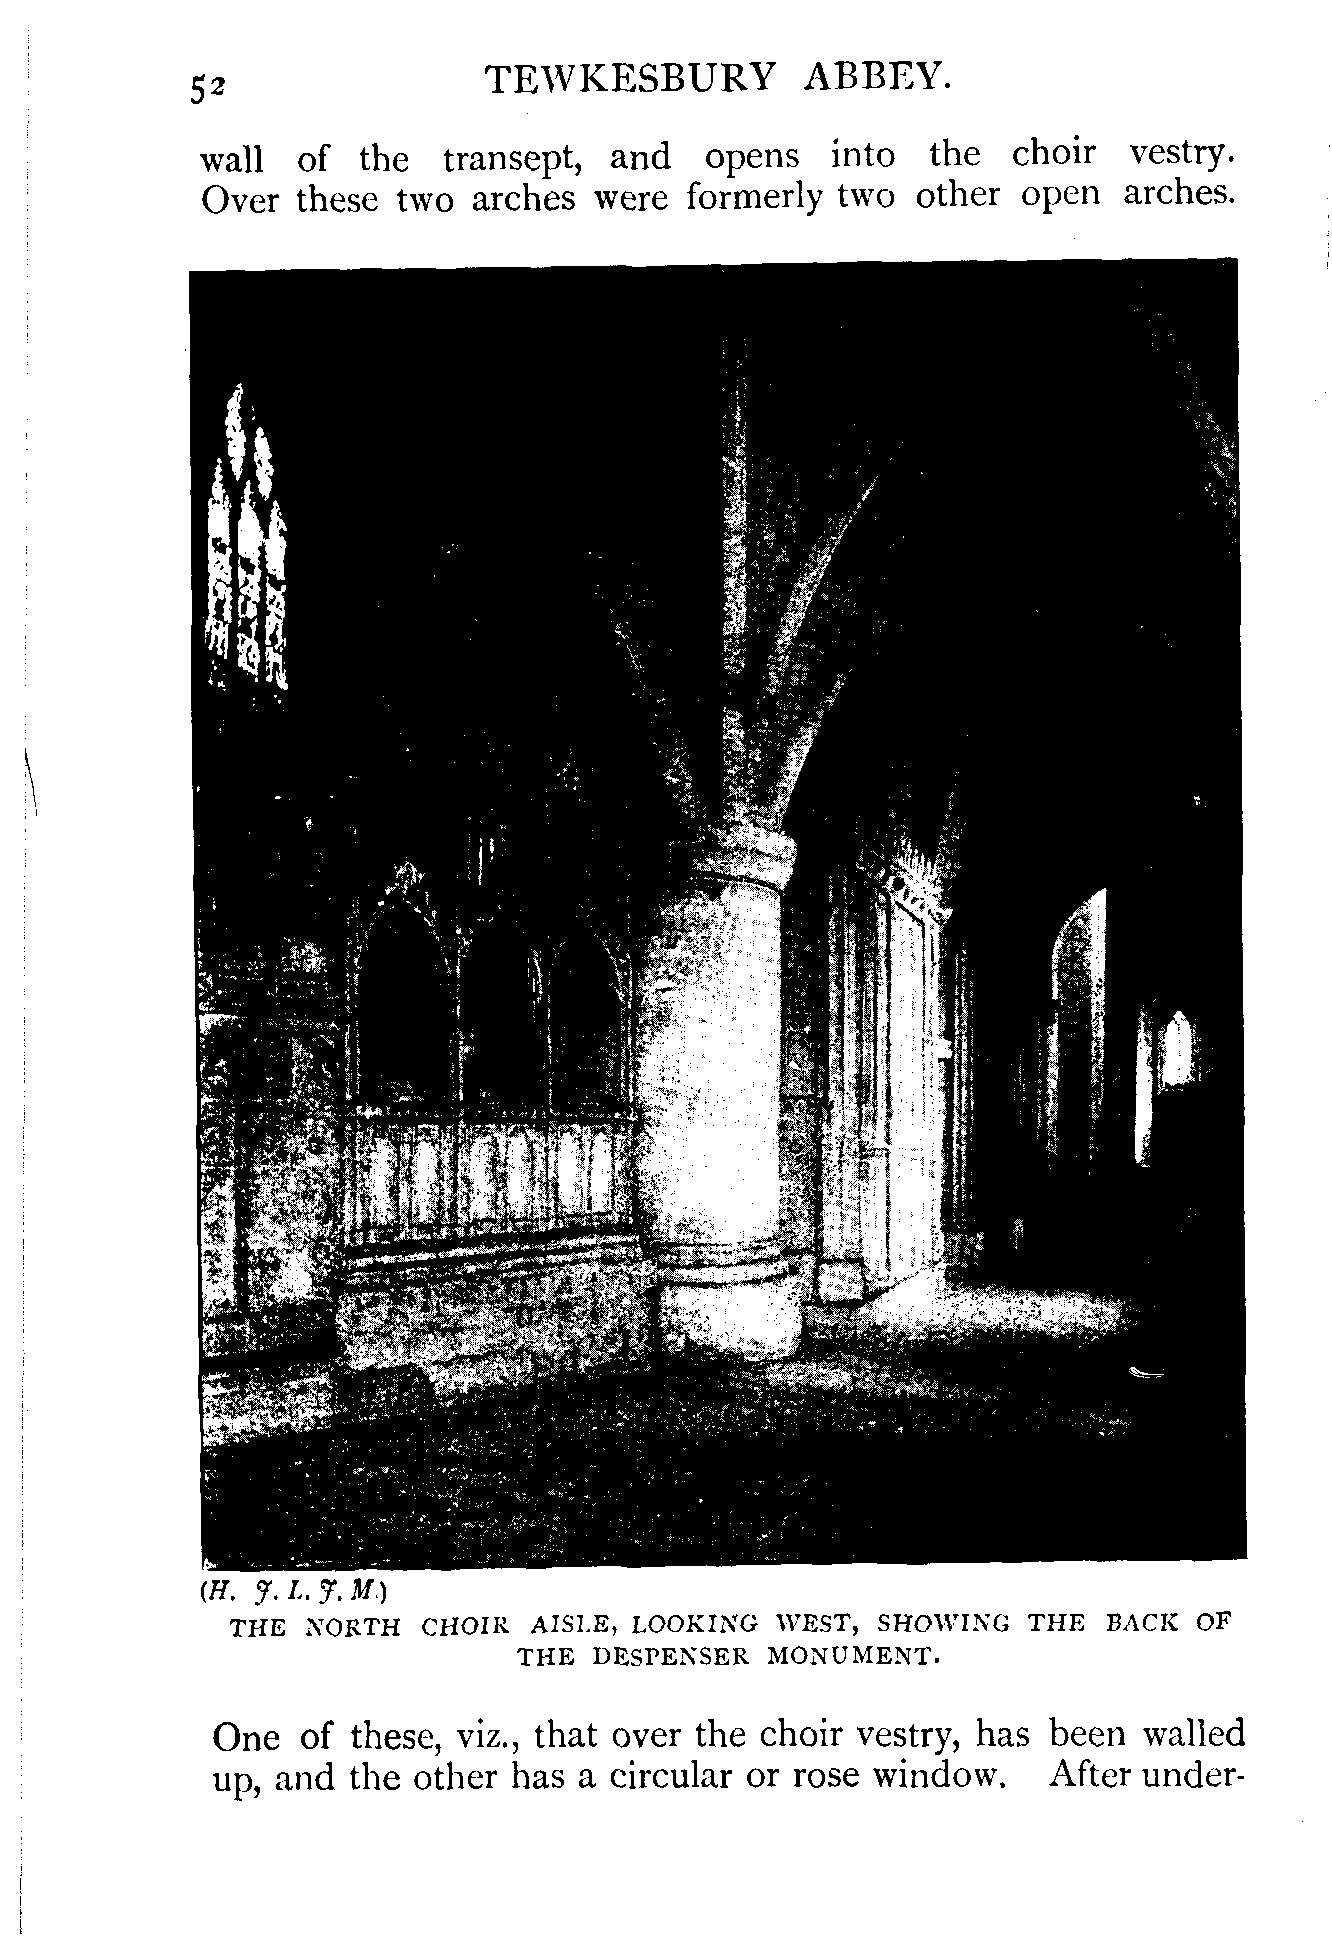 52 TEWKESBURY ABBEY.
wall of the transept, and opens into the choir vestry.
Over these two arches were formerly two other open arches.
(H. J. L. J. M.)
THE NORTH CHOIR AISLE, LOOKING WEST, SHOWING THE BACK OF
THE DESPENSER MONUMENT.
One of these, viz., that over the choir vestry, has been walled
up, and the other has a circular or rose window. After under-